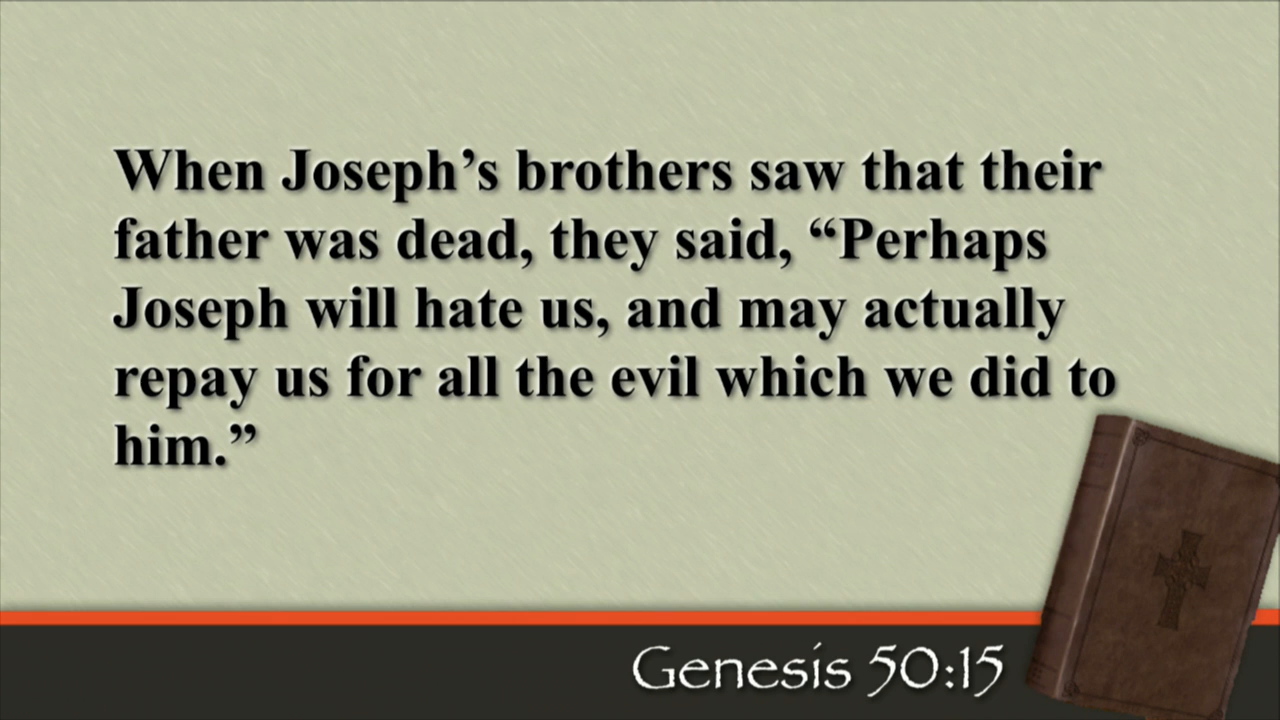 When Joseph’s brothers saw that their
father was dead, they said, “Perhaps
Joseph will hate us, and may actually
repay us for all the evil which we did to
him.”
Genesis 50:15